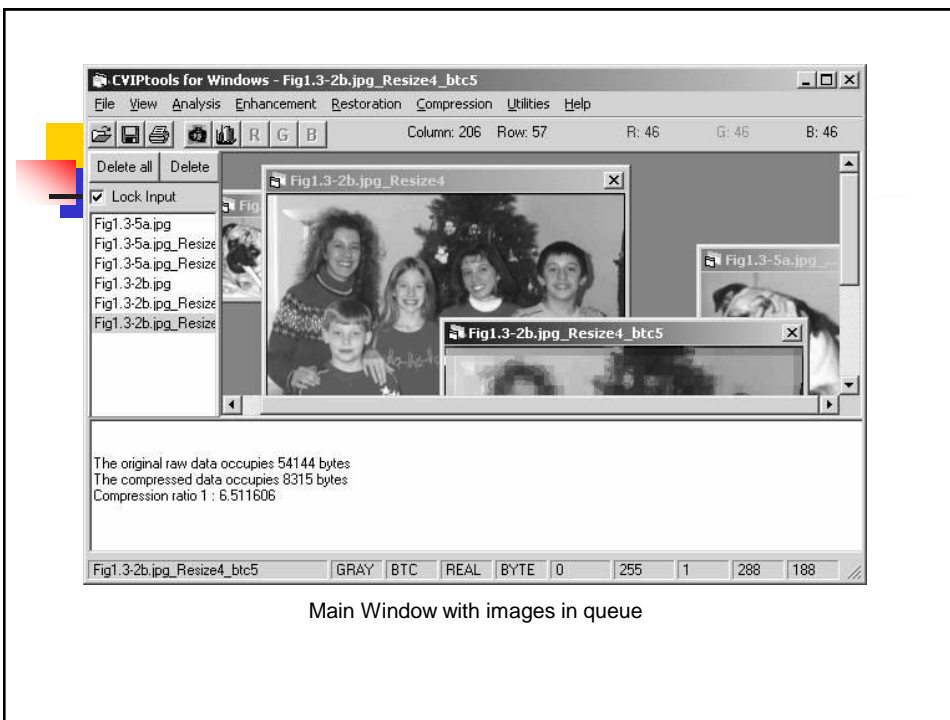 CVIPtools for Windows - Fig1.3-2b.jpg_Resize4_btc5
File View Analysis Enhancement Restoration Compression Utilities Help
R G B Column: 206 Row: 57 R: 46 G: 46 B: 46
Delete all Delete
Lock Input
Fig1.3-5a.jpg
Fig1.3-5a.jpg_Resize
Fig1.3-5a.jpg_Resize
Fig1.3-2b.jpg
Fig1.3-2b.jpg_Resize
Fig1.3-2b.jpg_Resize
Fig
Fig1.3-2b.jpg_Resize4
Fig1.3-5a.jpg_...
Fig1.3-2b.jpg_Resize4_btc5
The original raw data occupies 54144 bytes
The compressed data occupies 8315 bytes
Compression ratio 1 : 6.511606
Fig1.3-2b.jpg_Resize4_btc5 GRAY BTC REAL BYTE 0 255 1 288 188
Main Window with images in queue